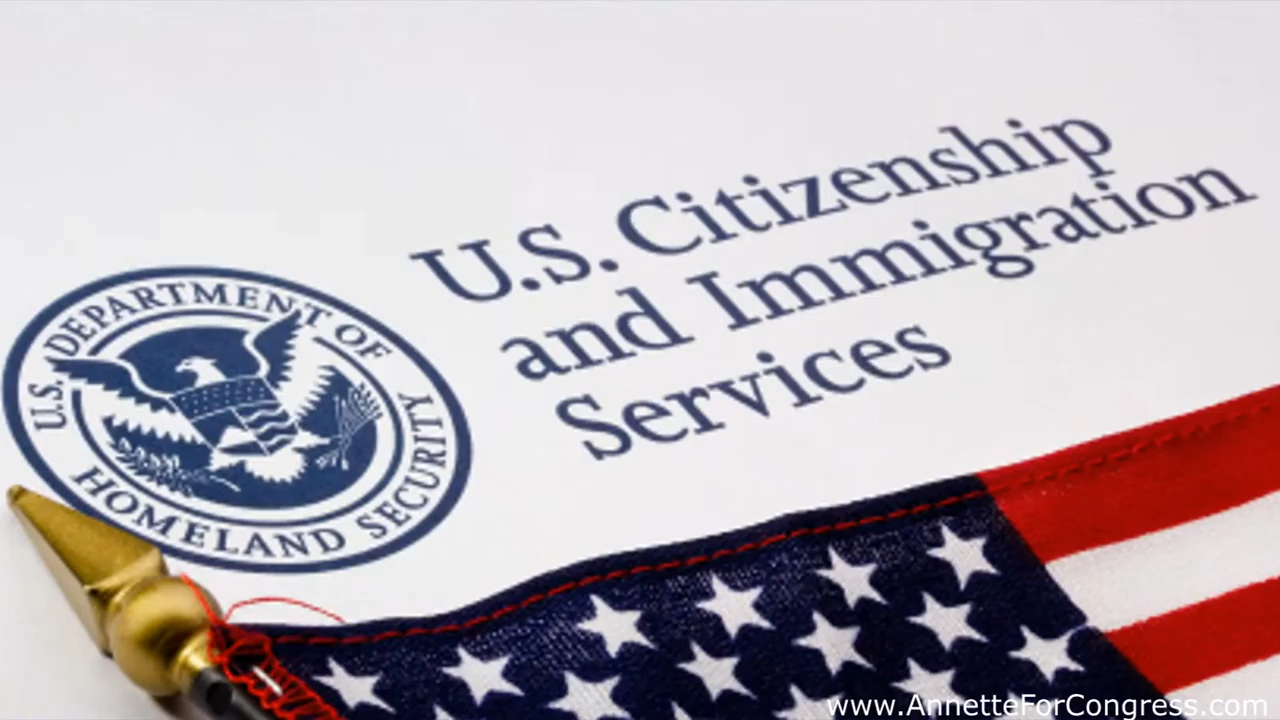 U.S. Citizenship
and Immigration
Services
U.S. DEPARTMENT OF
HOMELAND SECURITY
www.AnnetteForCongress.com